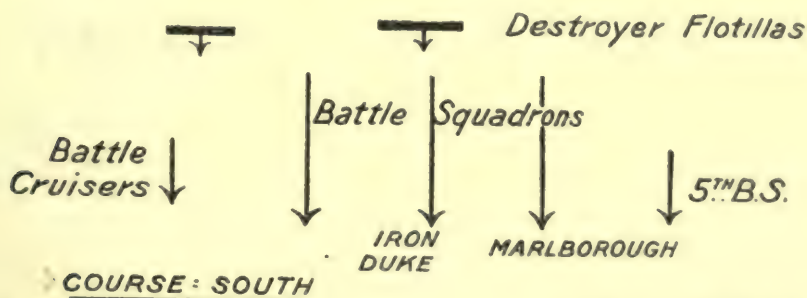 Destroyer Flotillas
Battle Squadrons
Battle
Cruisers
5TH B.S.
IRON
DUKE
MARLBOROUGH
COURSE: SOUTH